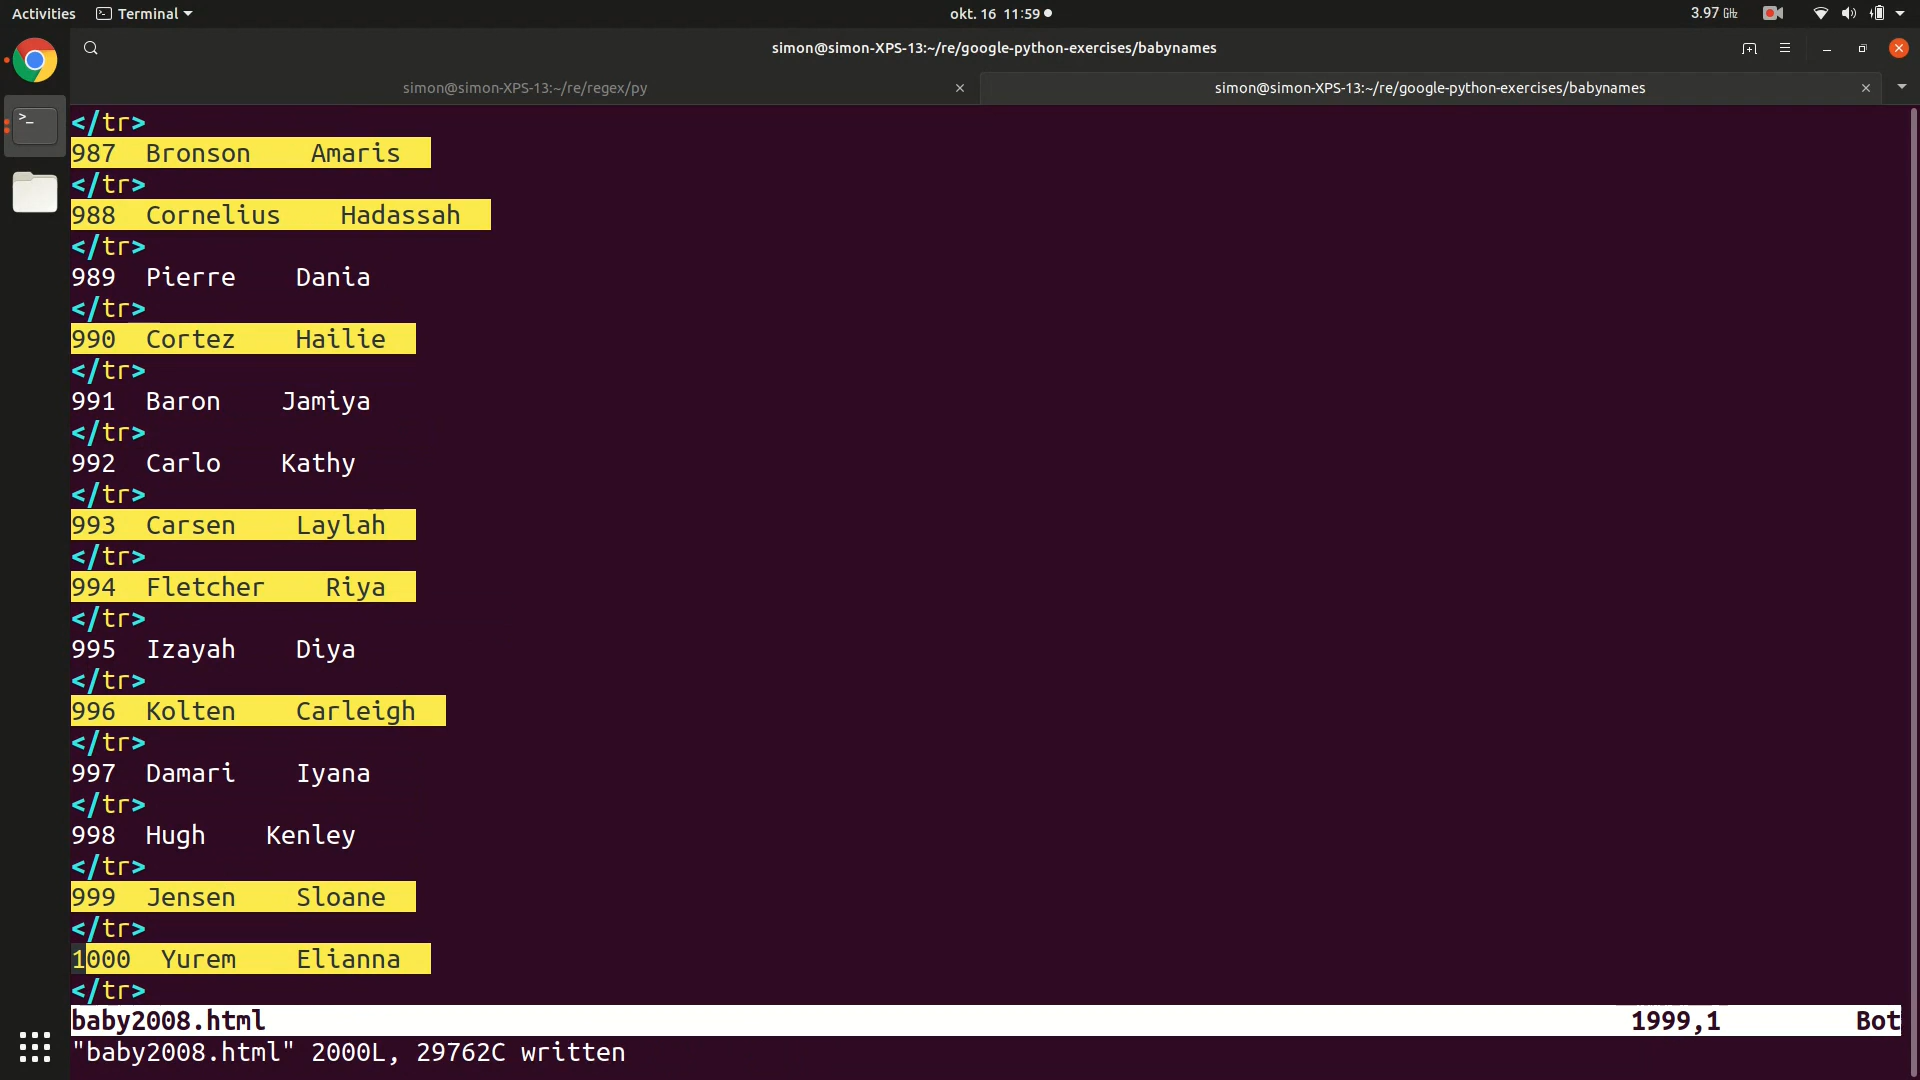 Activities Terminal okt. 16 11:59 3.97 GHz
simon@simon-XPS-13:~/re/google-python-exercises/babynames
simon@simon-XPS-13:~/re/regex/py simon@simon-XPS-13:~/re/google-python-exercises/babynames
</tr>
987 Bronson Amaris
</tr>
988 Cornelius Hadassah
</tr>
989 Pierre Dania
</tr>
990 Cortez Hailie
</tr>
991 Baron Jamiya
</tr>
992 Carlo Kathy
</tr>
993 Carsen Laylah
</tr>
994 Fletcher Riya
</tr>
995 Izayah Diya
</tr>
996 Kolten Carleigh
</tr>
997 Damari Iyana
</tr>
998 Hugh Kenley
</tr>
999 Jensen Sloane
</tr>
1000 Yurem Elianna
</tr>
baby2008.html 1999,1 Bot
"baby2008.html" 2000L, 29762C written